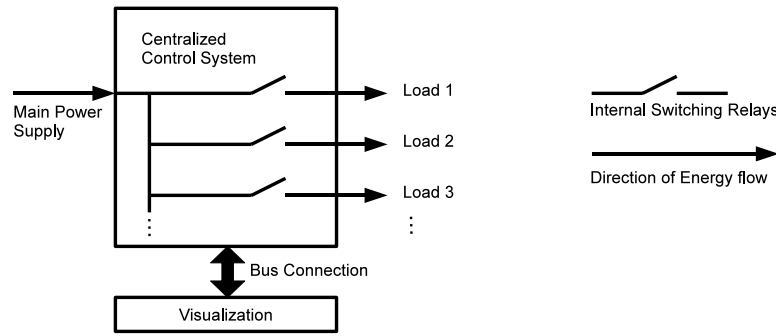 Centralized
Control System
Main Power
Supply
Load 1
Load 2
Load 3
Bus Connection
Visualization
Internal Switching Relays
Direction of Energy flow